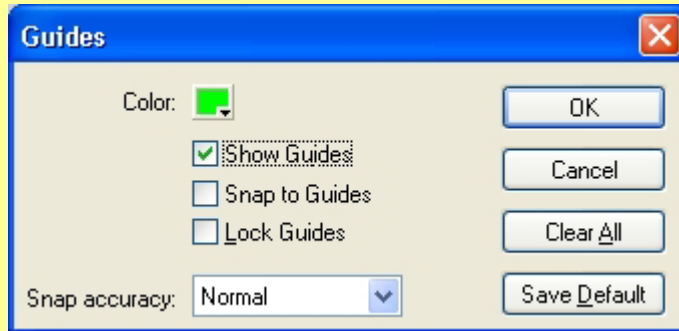 Guides
Color:
OK
Show Guides
Cancel
Snap to Guides
Lock Guides
Clear All
Snap accuracy: Normal
Save Default